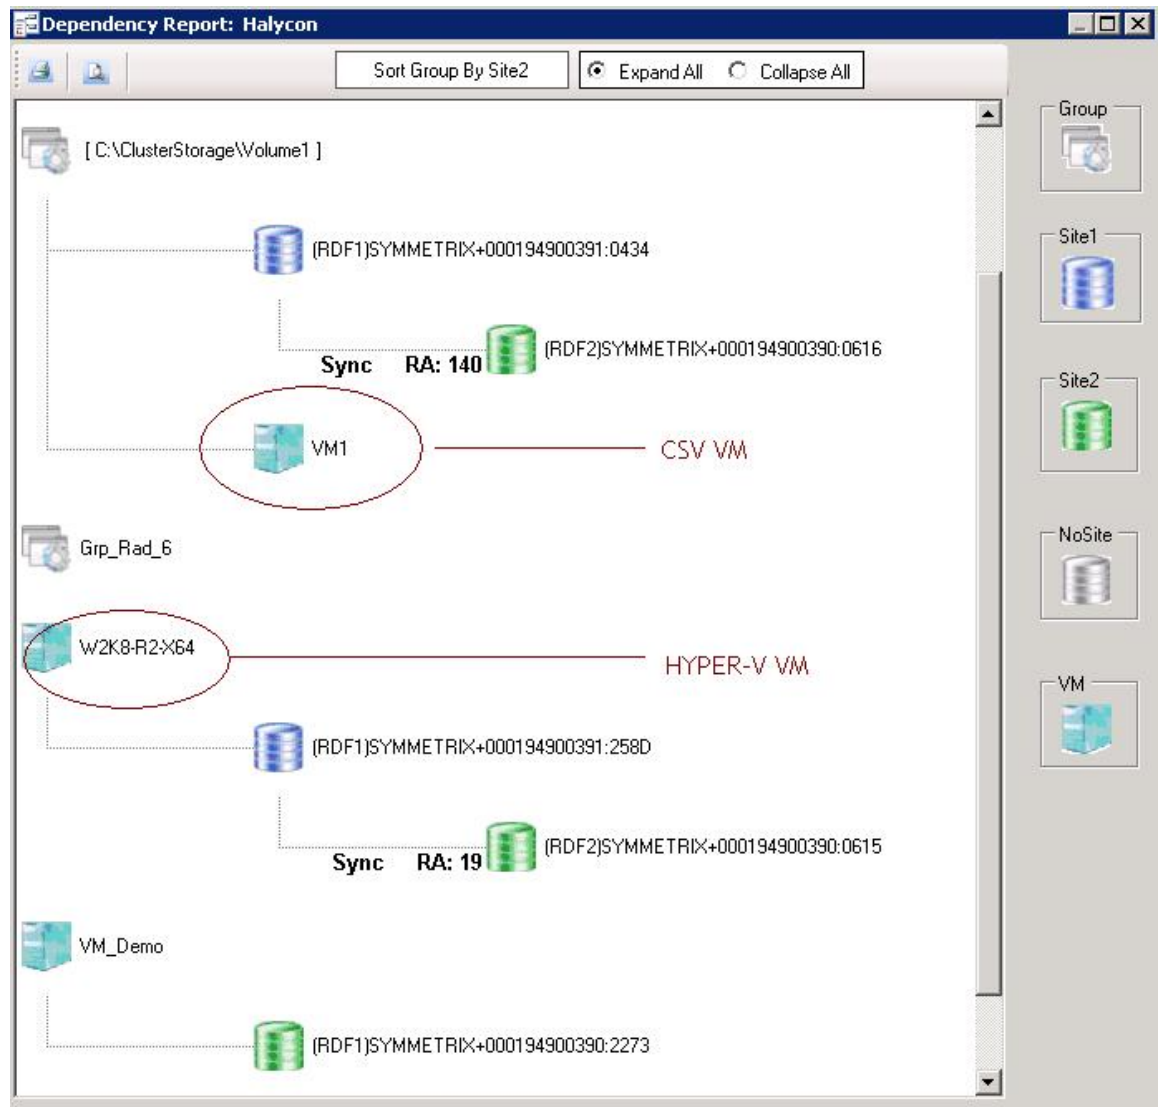 Dependency Report: Halycon
Sort Group By Site2
Expand All
Collapse All
[ C:\ClusterStorage\Volume1 ]
(RDF1)SYMMETRIX+000194900391:0434
(RDF2)SYMMETRIX+000194900390:0616
Sync RA: 140
VM1
CSV VM
Grp_Rad_6
W2K8-R2-X64
HYPER-V VM
(RDF1)SYMMETRIX+000194900391:258D
(RDF2)SYMMETRIX+000194900390:0615
Sync RA: 19
VM_Demo
(RDF1)SYMMETRIX+000194900390:2273
Group
Site1
Site2
NoSite
VM